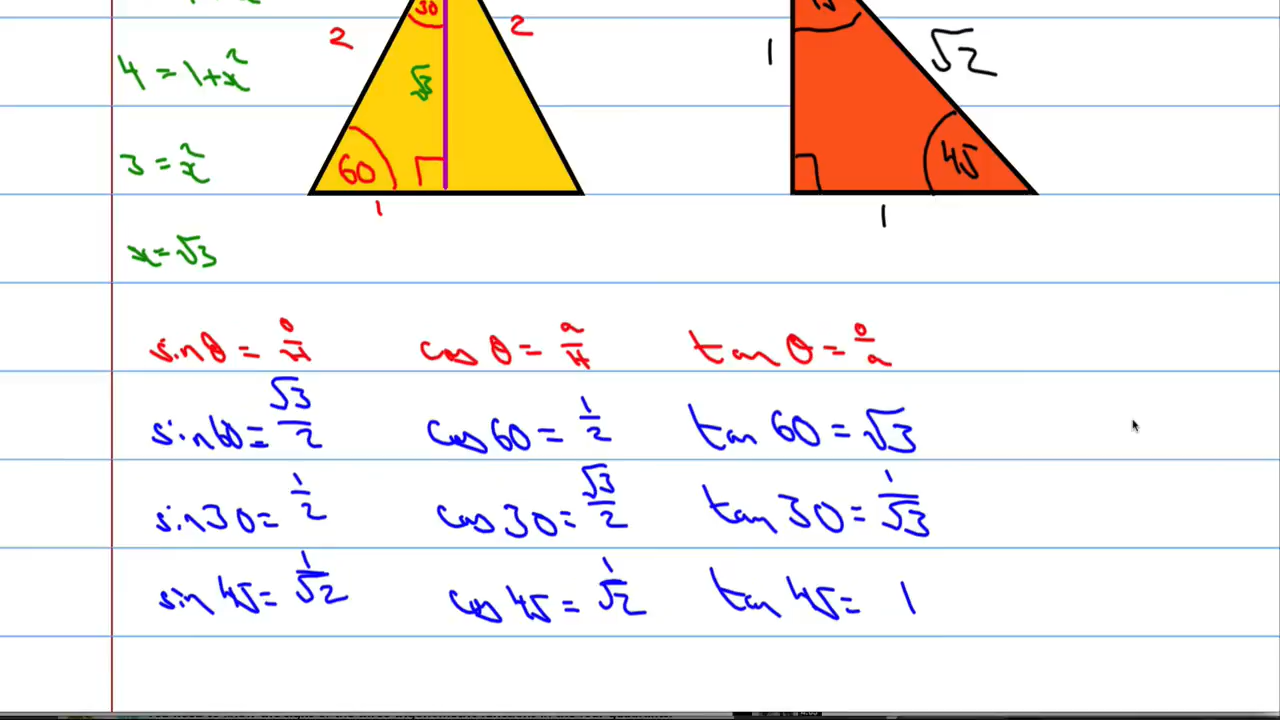 30
2
2
1
√2
4 = 1 + x²
√3
3 = x²
60
45
1
1
x = √3
sin θ = o/H cos θ = a/H tan θ = o/a
sin 60 = √3/2 cos 60 = 1/2 tan 60 = √3
sin 30 = 1/2 cos 30 = √3/2 tan 30 = 1/√3
sin 45 = 1/√2 cos 45 = 1/√2 tan 45 = 1